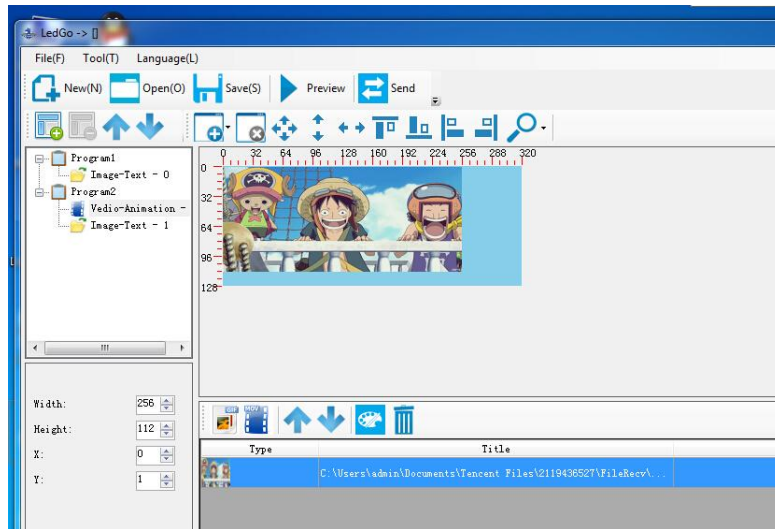 LedGo -> []
File(F) Tool(T) Language(L)
New(N) Open(O) Save(S) Preview Send
Program1
Image-Text - 0
Program2
Vedio-Animation -
Image-Text - 1
0 32 64 96 128 160 192 224 256 288 320
0
32
64
96
128
Width: 256
Height: 112
X: 0
Y: 1
GIF MOV
Type Title
C:\Users\admin\Documents\Tencent Files\2119436527\FileRecv\...